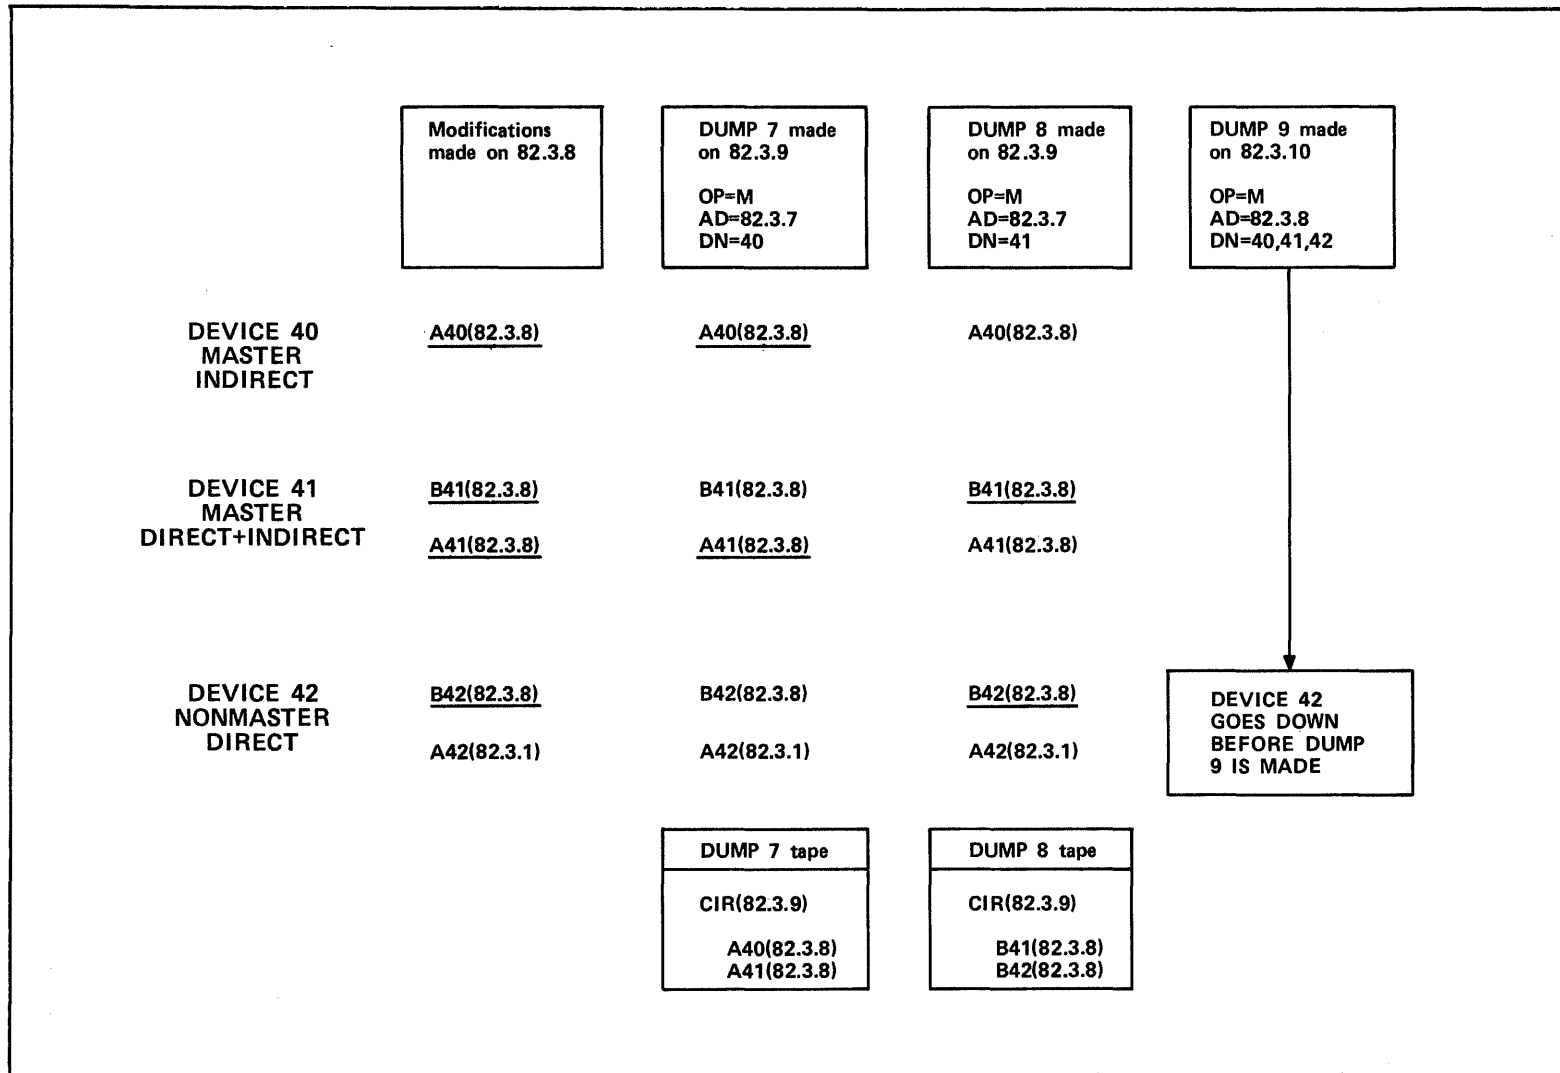 Modifications
made on 82.3.8
DUMP 7 made
on 82.3.9
OP=M
AD=82.3.7
DN=40
DUMP 8 made
on 82.3.9
OP=M
AD=82.3.7
DN=41
DUMP 9 made
on 82.3.10
OP=M
AD=82.3.8
DN=40,41,42
DEVICE 40
MASTER
INDIRECT
A40(82.3.8)
A40(82.3.8)
A40(82.3.8)
DEVICE 41
MASTER
DIRECT+INDIRECT
B41(82.3.8)
B41(82.3.8)
B41(82.3.8)
A41(82.3.8)
A41(82.3.8)
A41(82.3.8)
DEVICE 42
NONMASTER
DIRECT
B42(82.3.8)
B42(82.3.8)
B42(82.3.8)
A42(82.3.1)
A42(82.3.1)
A42(82.3.1)
DEVICE 42
GOES DOWN
BEFORE DUMP
9 IS MADE
DUMP 7 tape
CIR(82.3.9)
A40(82.3.8)
A41(82.3.8)
DUMP 8 tape
CIR(82.3.9)
B41(82.3.8)
B42(82.3.8)